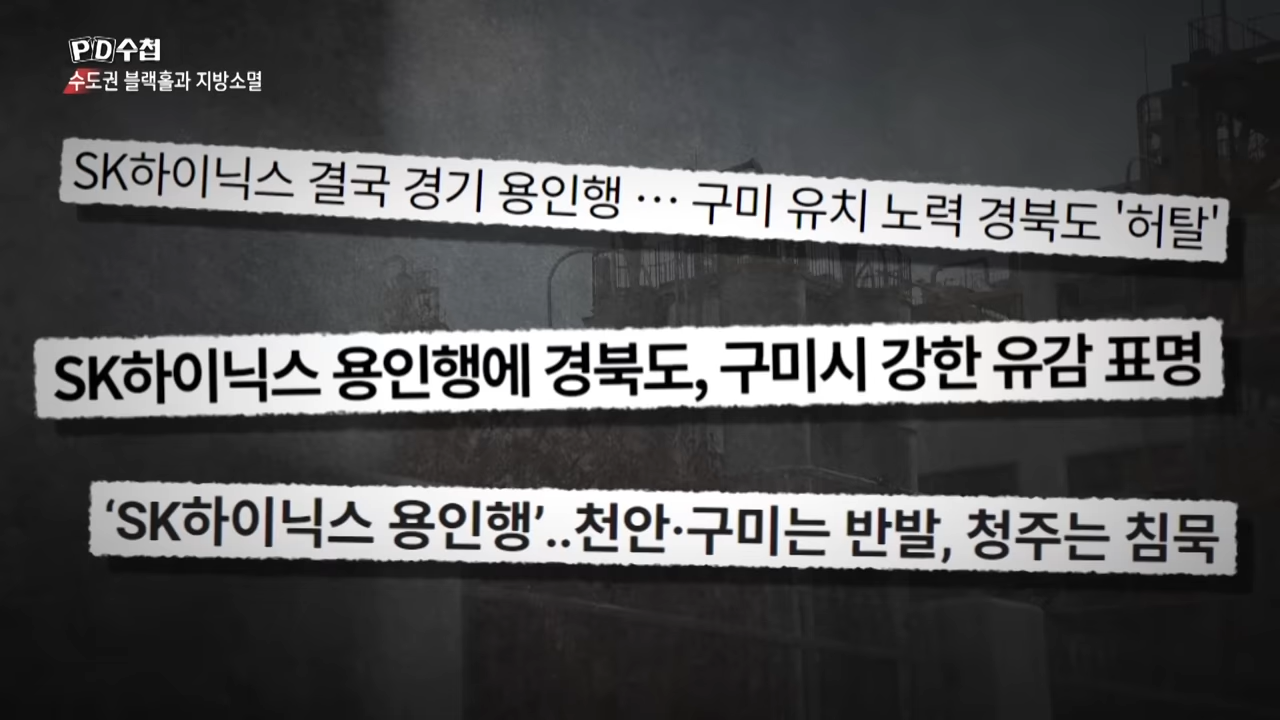 PD수첩
수도권 블랙홀과 지방소멸
SK하이닉스 결국 경기 용인행 … 구미 유치 노력 경북도 '허탈'
SK하이닉스 용인행에 경북도, 구미시 강한 유감 표명
‘SK하이닉스 용인행’..천안·구미는 반발, 청주는 침묵